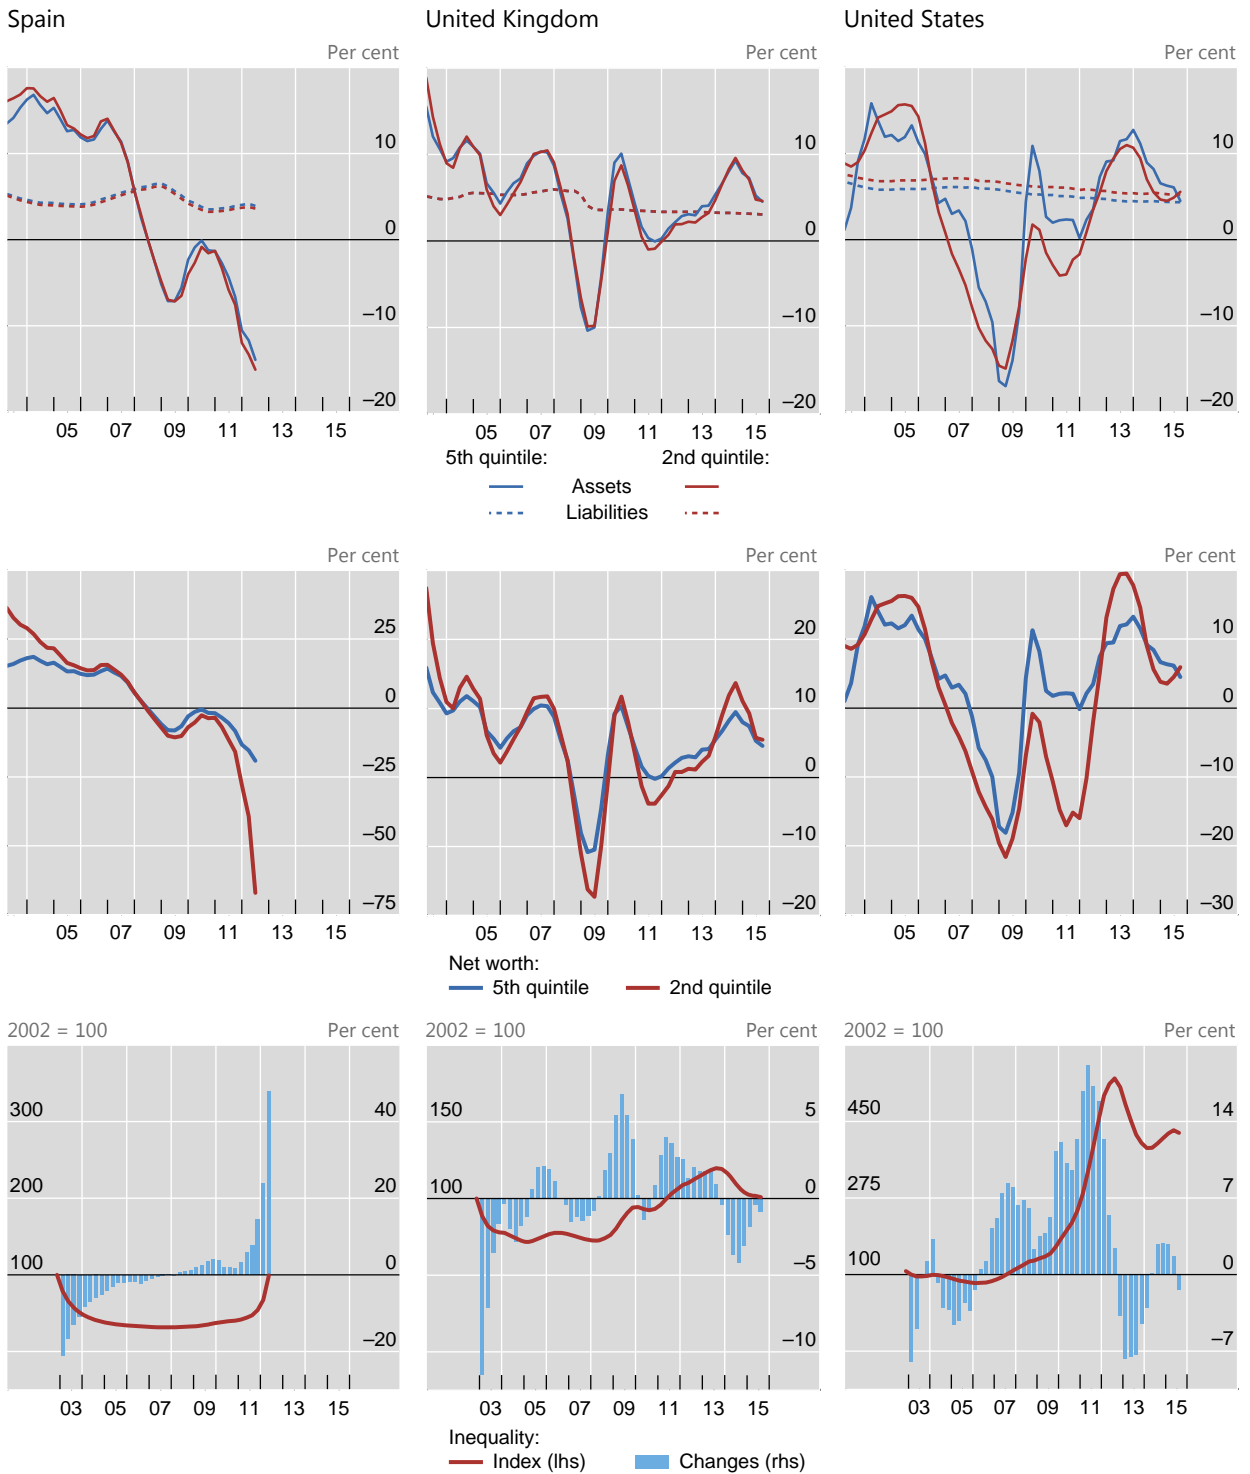 Spain United Kingdom United States
Per cent Per cent Per cent
10 10 10
0 0 0
–10 –10 –10
–20 –20 –20
05 07 09 11 13 15 05 07 09 11 13 15 05 07 09 11 13 15
5th quintile: 2nd quintile:
Assets
Liabilities
Per cent Per cent Per cent
25 20 10
0 10 0
–25 0 –10
–50 –10 –20
–75 –20 –30
05 07 09 11 13 15 05 07 09 11 13 15 05 07 09 11 13 15
Net worth:
5th quintile 2nd quintile
2002 = 100 Per cent 2002 = 100 Per cent 2002 = 100 Per cent
300 40 150 5 450 14
200 20 100 0 275 7
100 0 –5 100 0
–20 –10 –7
03 05 07 09 11 13 15 03 05 07 09 11 13 15 03 05 07 09 11 13 15
Inequality:
Index (lhs) Changes (rhs)